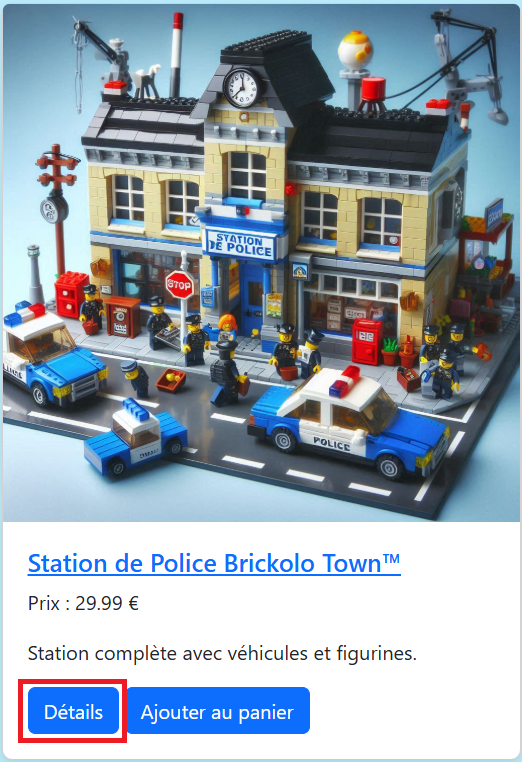 STATION
DE POLICE
STOP
POLICE
Station de Police Brickolo Town™
Prix : 29.99 €
Station complète avec véhicules et figurines.
Détails
Ajouter au panier